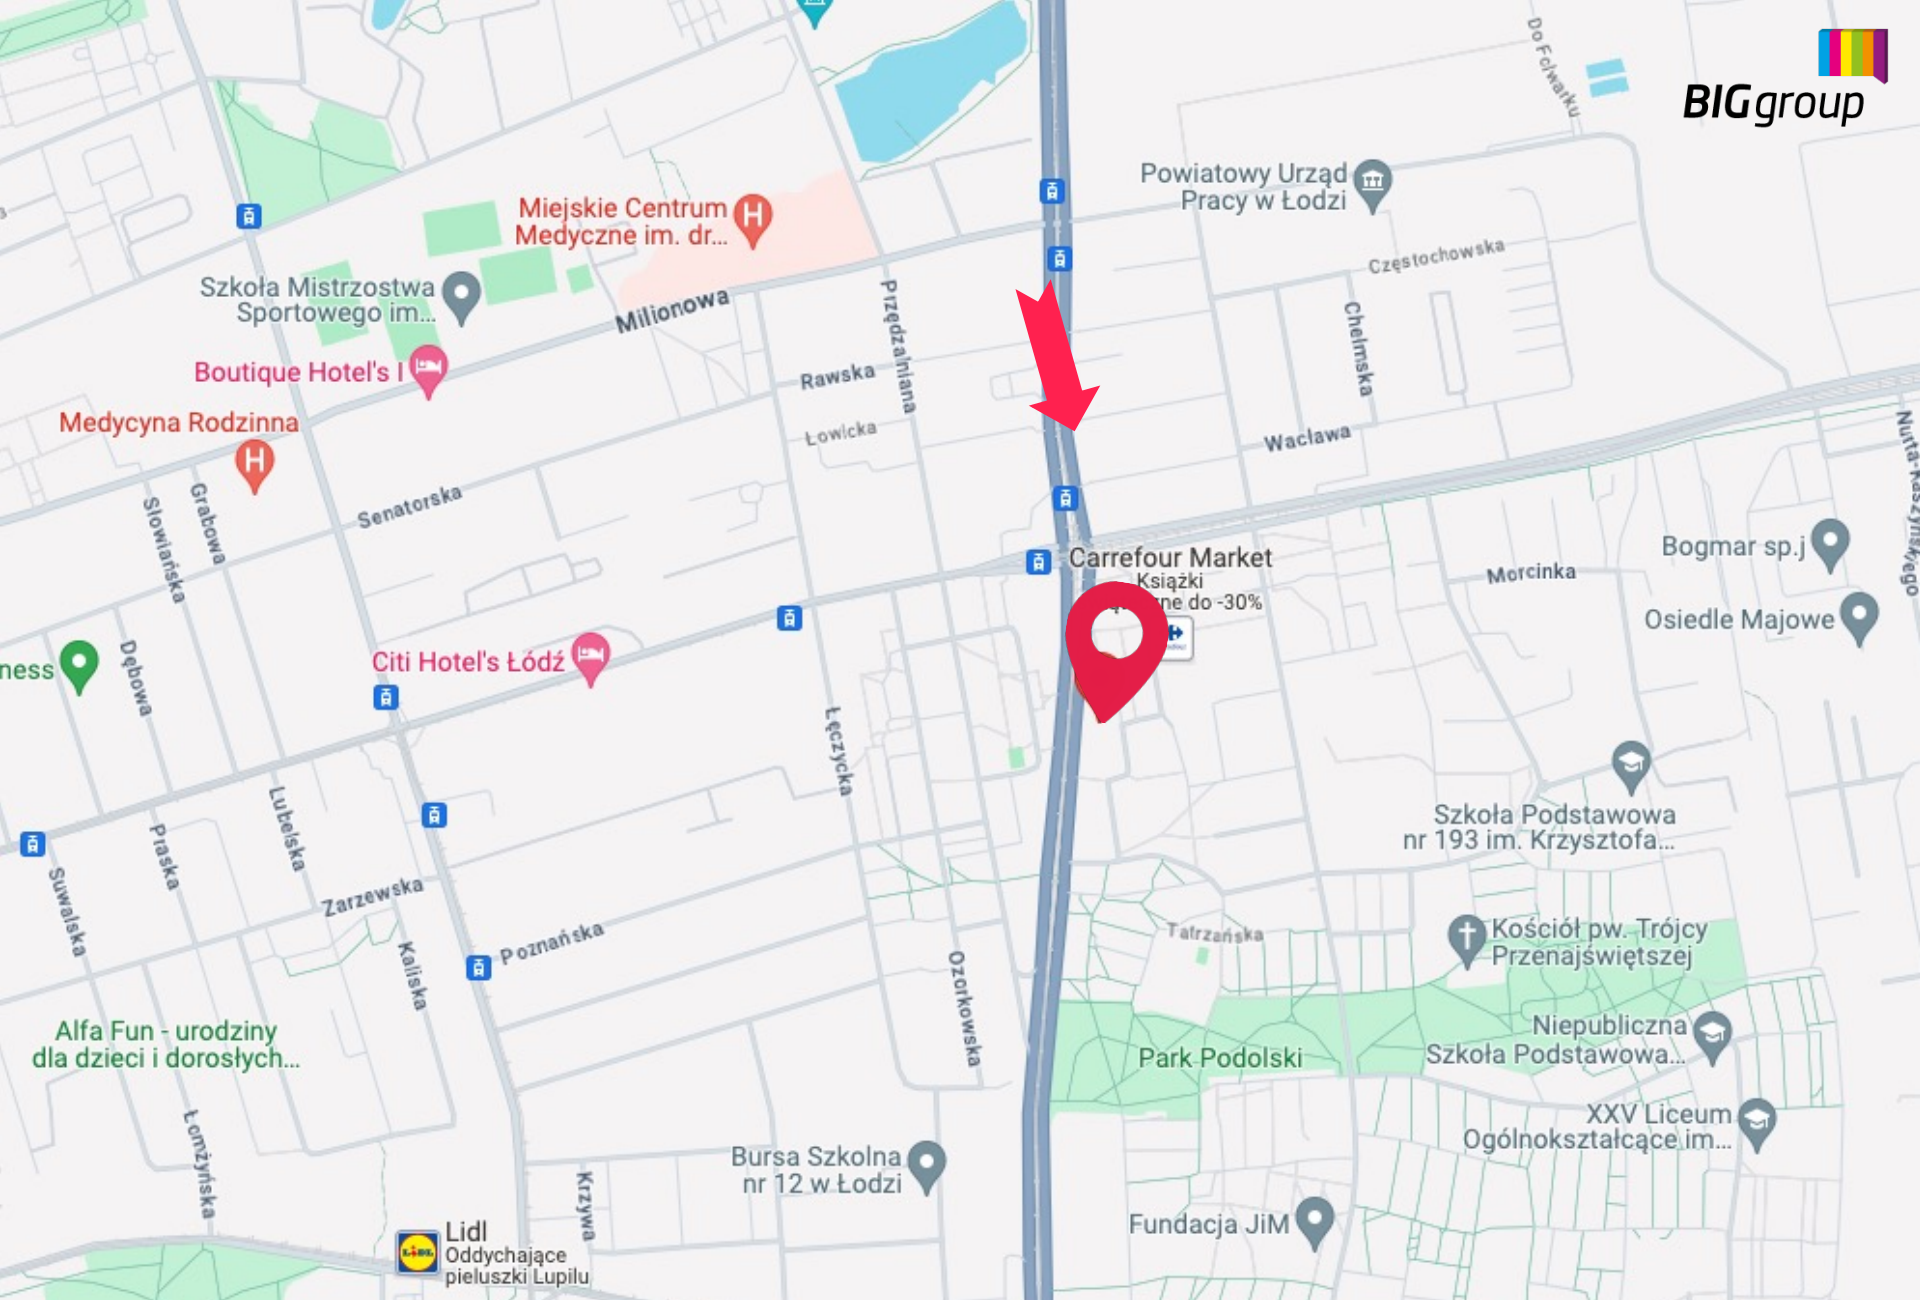 Do Folwarku
BIGgroup
Powiatowy Urząd
Pracy w Łodzi
Miejskie Centrum
Medyczne im. dr...
Częstochowska
Szkoła Mistrzostwa
Sportowego im...
Milionowa
Przędzalniana
Chełmska
Boutique Hotel's I
Rawska
Medycyna Rodzinna
Łowicka
Wacława
Senatorska
Grabowa
Słowiańska
Carrefour Market
Książki
do -30%
Morcinka
Bogmar sp.j
Osiedle Majowe
ness
Dębowa
Citi Hotel's Łódź
Łęczycka
Szkoła Podstawowa
nr 193 im. Krzysztofa...
Lubelska
Praska
Suwalska
Zarzewska
Poznańska
Kaliska
Ozorkowska
Tatrzańska
Kościół pw. Trójcy
Przenajświętszej
Alfa Fun - urodziny
dla dzieci i dorosłych...
Park Podolski
Niepubliczna
Szkoła Podstawowa...
XXV Liceum
Ogólnokształcące im...
Łomżyńska
Bursa Szkolna
nr 12 w Łodzi
Krzywa
Fundacja JiM
Lidl
LIDL
Oddychające
pieluszki Lupilu